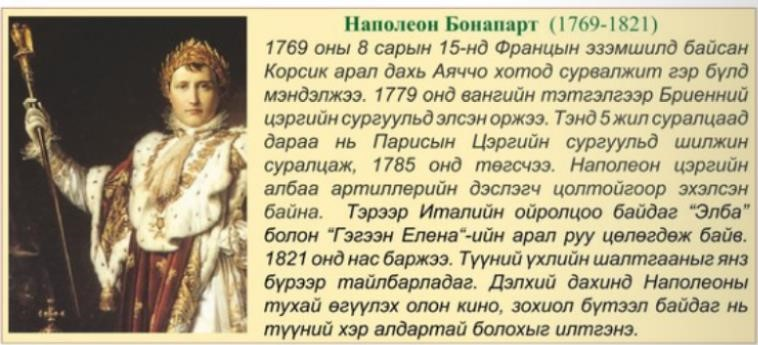 Наполеон Бонапарт (1769-1821)
1769 оны 8 сарын 15-нд Францын эзэмшилд байсан
Корсик арал дахь Аяччо хотод сурвалжит гэр бүлд
мэндэлжээ. 1779 онд вангийн тэтгэлгээр Бриенний
цэргийн сургуульд элсэн оржээ. Тэнд 5 жил суралцаад
дараа нь Парисын Цэргийн сургуульд шилжин
суралцаж, 1785 онд төгсчээ. Наполеон цэргийн
албаа артиллерийн дэслэгч цолтойгоор эхэлсэн
байна. Тэрээр Италийн ойролцоо байдаг “Элба”
болон “Гэгээн Елена“-ийн арал руу цөлөгдөж байв.
1821 онд нас баржээ. Түүний үхлийн шалтгааныг янз
бүрээр тайлбарладаг. Дэлхий дахинд Наполеоны
тухай өгүүлэх олон кино, зохиол бүтээл байдаг нь
түүний хэр алдартай болохыг илтгэнэ.